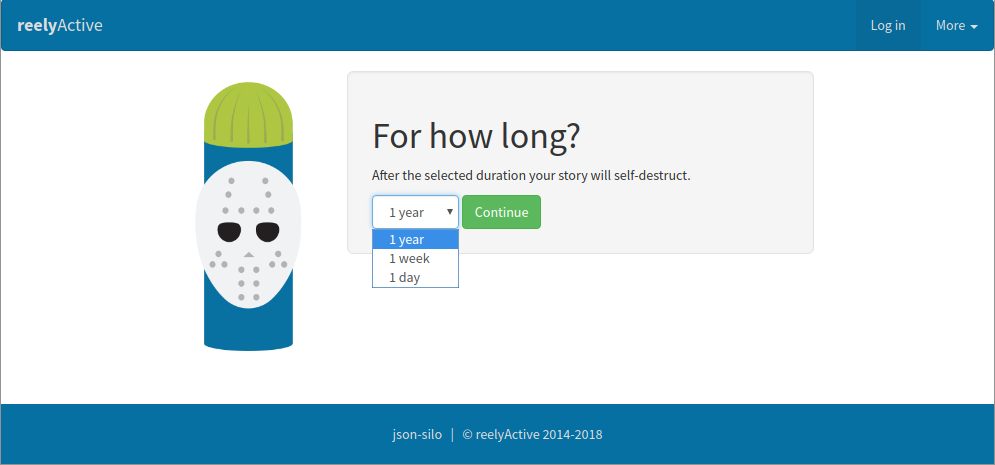 reelyActive
Log in
More
For how long?
After the selected duration your story will self-destruct.
1 year
Continue
1 year
1 week
1 day
json-silo | © reelyActive 2014-2018